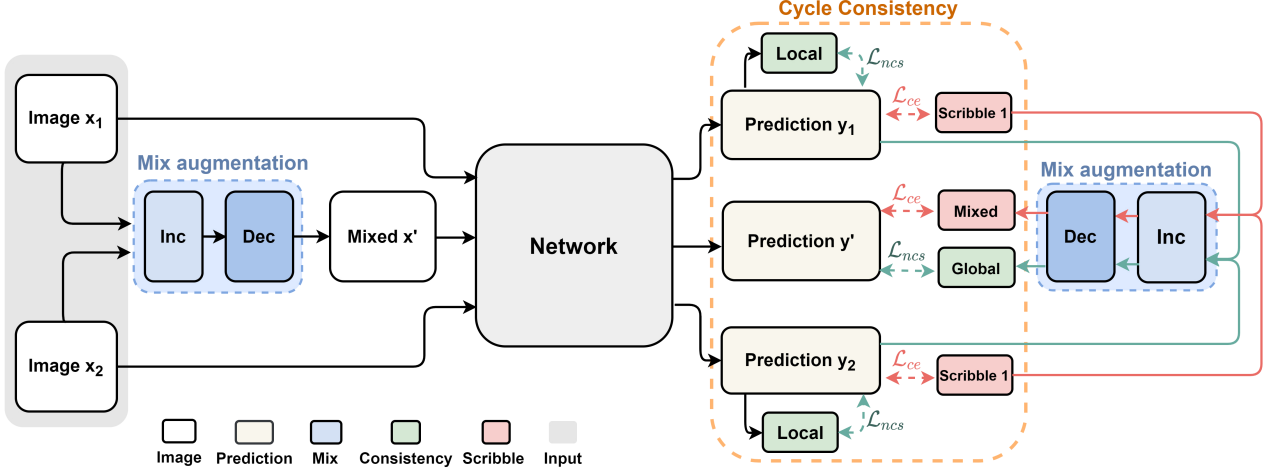 Cycle Consistency
Local
ℒncs
Image x1
Prediction y1
ℒce
Scribble 1
Mix augmentation
Mix augmentation
Inc
Dec
Mixed x'
Network
Prediction y'
ℒce
Mixed
ℒncs
Global
Dec
Inc
Image x2
Prediction y2
ℒce
Scribble 1
Local
ℒncs
Image
Prediction
Mix
Consistency
Scribble
Input